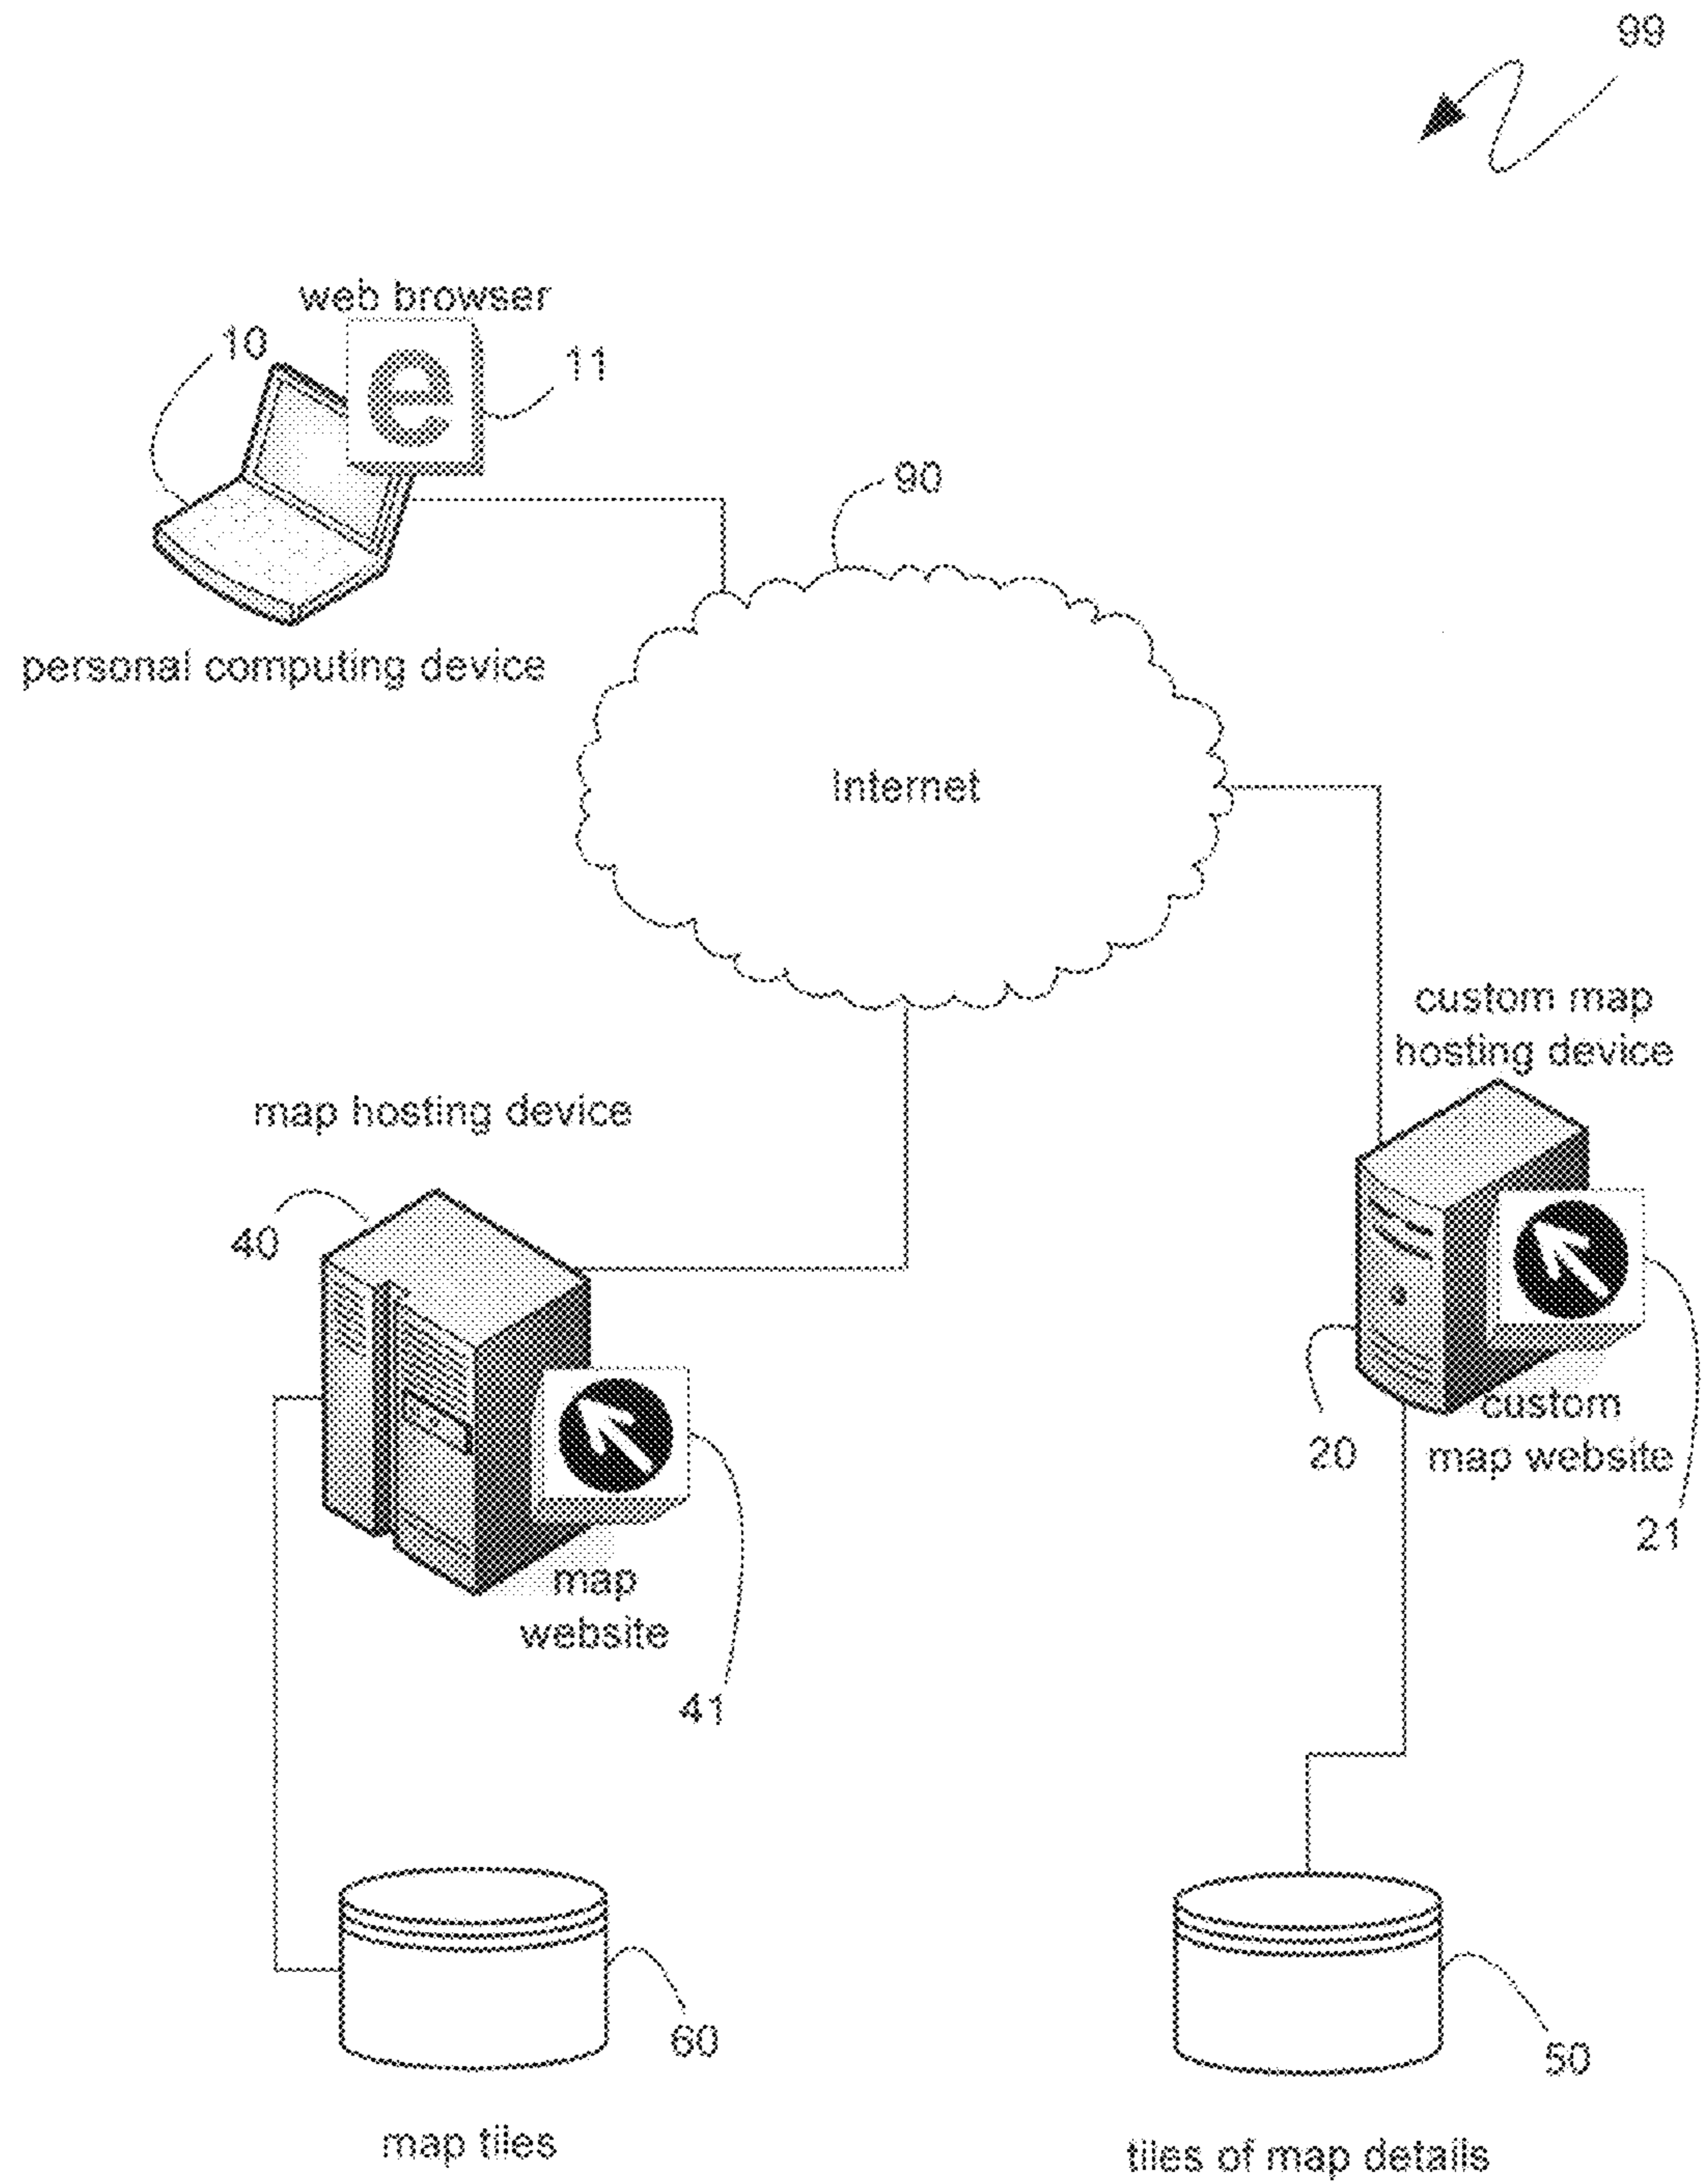 99
web browser
10
11
e
90
personal computing device
Internet
custom map
hosting device
map hosting device
40
20
custom
map website
21
map
website
41
60
50
map tiles
tiles of map details